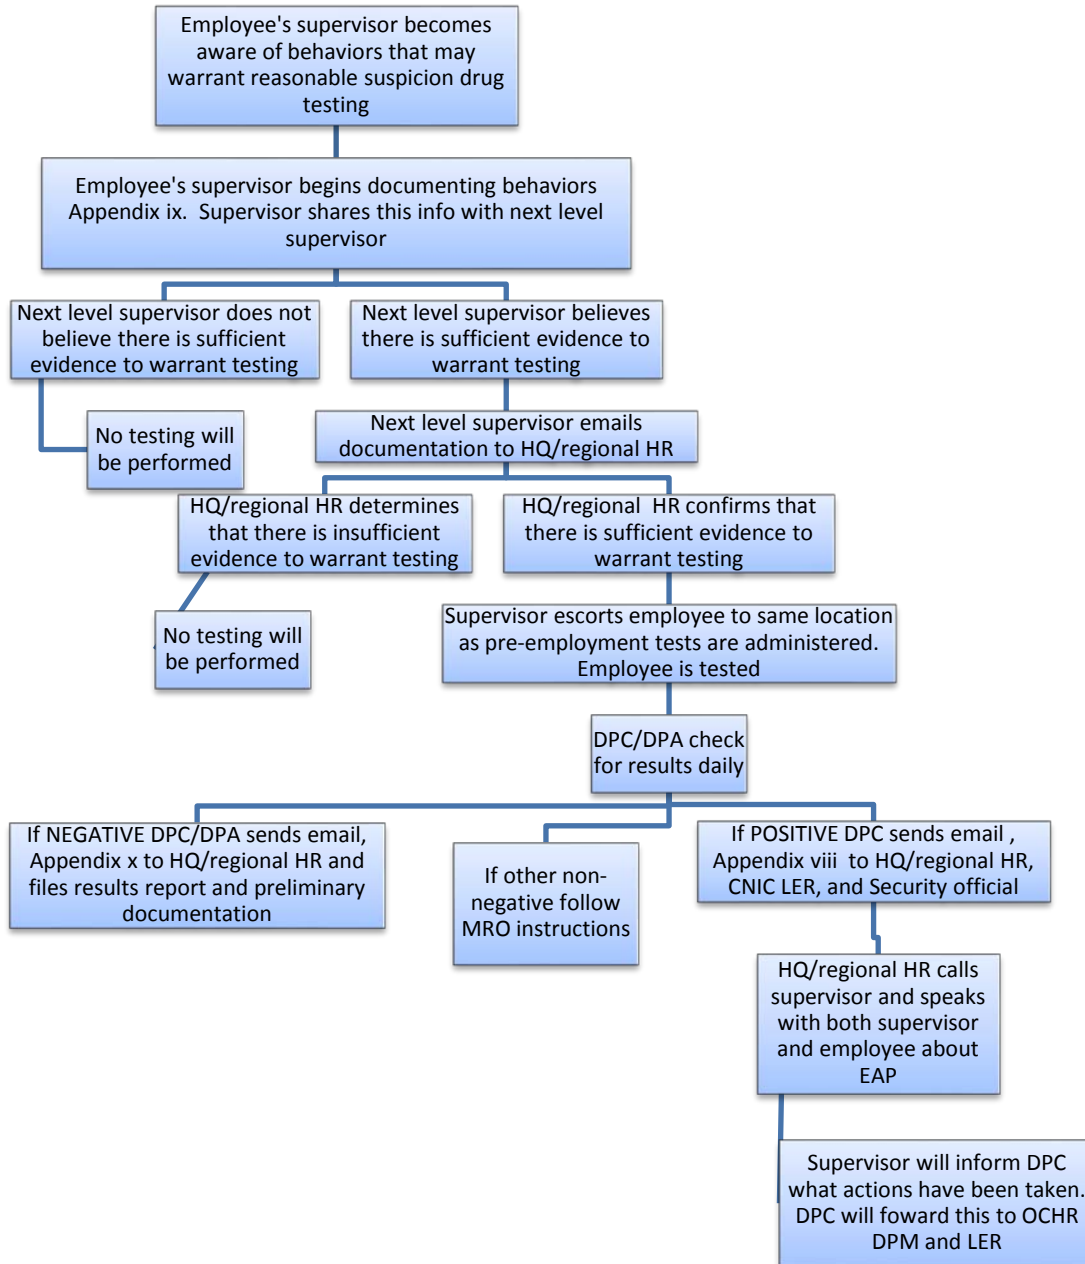 Employee's supervisor becomes
aware of behaviors that may
warrant reasonable suspicion drug
testing
Employee's supervisor begins documenting behaviors
Appendix ix.  Supervisor shares this info with next level
supervisor
Next level supervisor does not
believe there is sufficient
evidence to warrant testing
Next level supervisor believes
there is sufficient evidence to
warrant testing
No testing will
be performed
Next level supervisor emails
documentation to HQ/regional HR
HQ/regional HR determines
that there is insufficient
evidence to warrant testing
HQ/regional  HR confirms that
there is sufficient evidence to
warrant testing
No testing will
be performed
Supervisor escorts employee to same location
as pre-employment tests are administered.
Employee is tested
DPC/DPA check
for results daily
If NEGATIVE DPC/DPA sends email,
Appendix x to HQ/regional HR and
files results report and preliminary
documentation
If other non-
negative follow
MRO instructions
If POSITIVE DPC sends email ,
Appendix viii  to HQ/regional HR,
CNIC LER, and Security official
HQ/regional HR calls
supervisor and speaks
with both supervisor
and employee about
EAP
Supervisor will inform DPC
what actions have been taken.
DPC will foward this to OCHR
DPM and LER